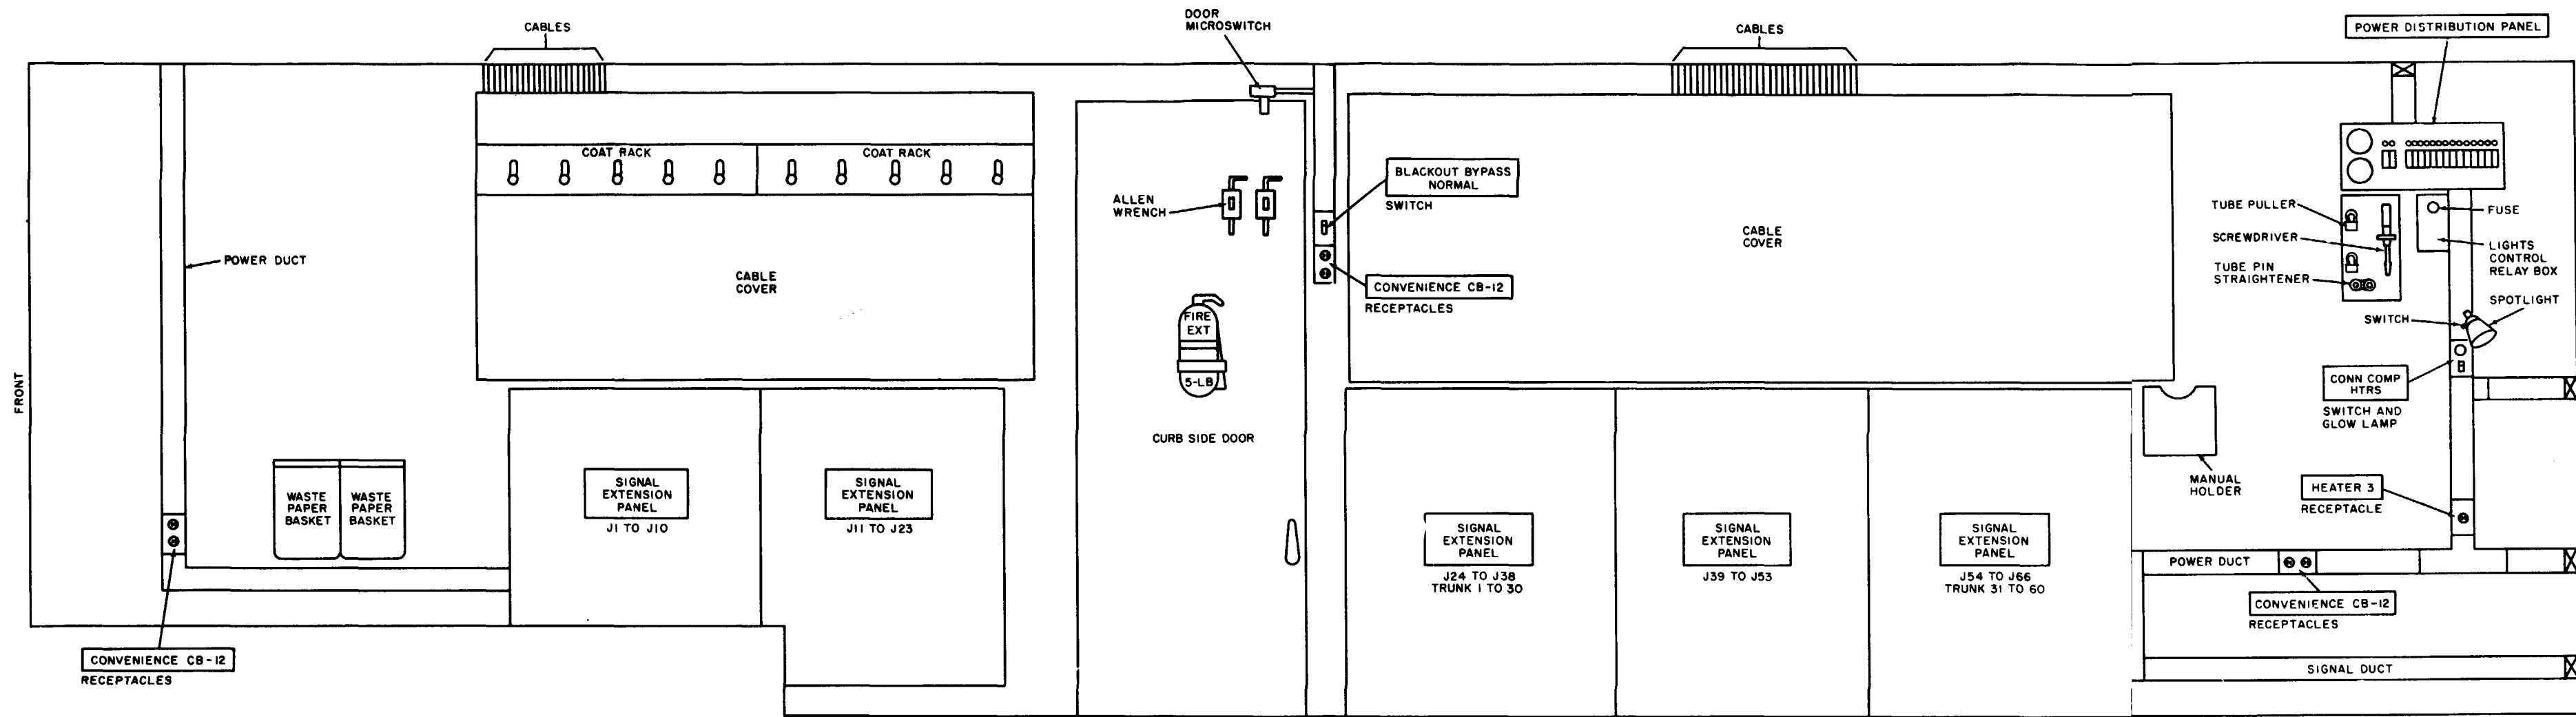 DOOR
MICROSWITCH
CABLES
CABLES
POWER DISTRIBUTION PANEL
COAT RACK
COAT RACK
BLACKOUT BYPASS
NORMAL
SWITCH
ALLEN
WRENCH
TUBE PULLER
FUSE
SCREWDRIVER
LIGHTS
CONTROL
RELAY BOX
TUBE PIN
STRAIGHTENER
POWER DUCT
CABLE
COVER
CABLE
COVER
CONVENIENCE CB-12
RECEPTACLES
SPOTLIGHT
SWITCH
FIRE
EXT
5-LB
FRONT
CONN COMP
HTRS
SWITCH AND
GLOW LAMP
CURB SIDE DOOR
MANUAL
HOLDER
HEATER 3
RECEPTACLE
WASTE
PAPER
BASKET
WASTE
PAPER
BASKET
SIGNAL
EXTENSION
PANEL
J1 TO J10
SIGNAL
EXTENSION
PANEL
J11 TO J23
SIGNAL
EXTENSION
PANEL
J24 TO J38
TRUNK 1 TO 30
SIGNAL
EXTENSION
PANEL
J39 TO J53
SIGNAL
EXTENSION
PANEL
J54 TO J66
TRUNK 31 TO 60
POWER DUCT
CONVENIENCE CB-12
RECEPTACLES
CONVENIENCE CB-12
RECEPTACLES
SIGNAL DUCT